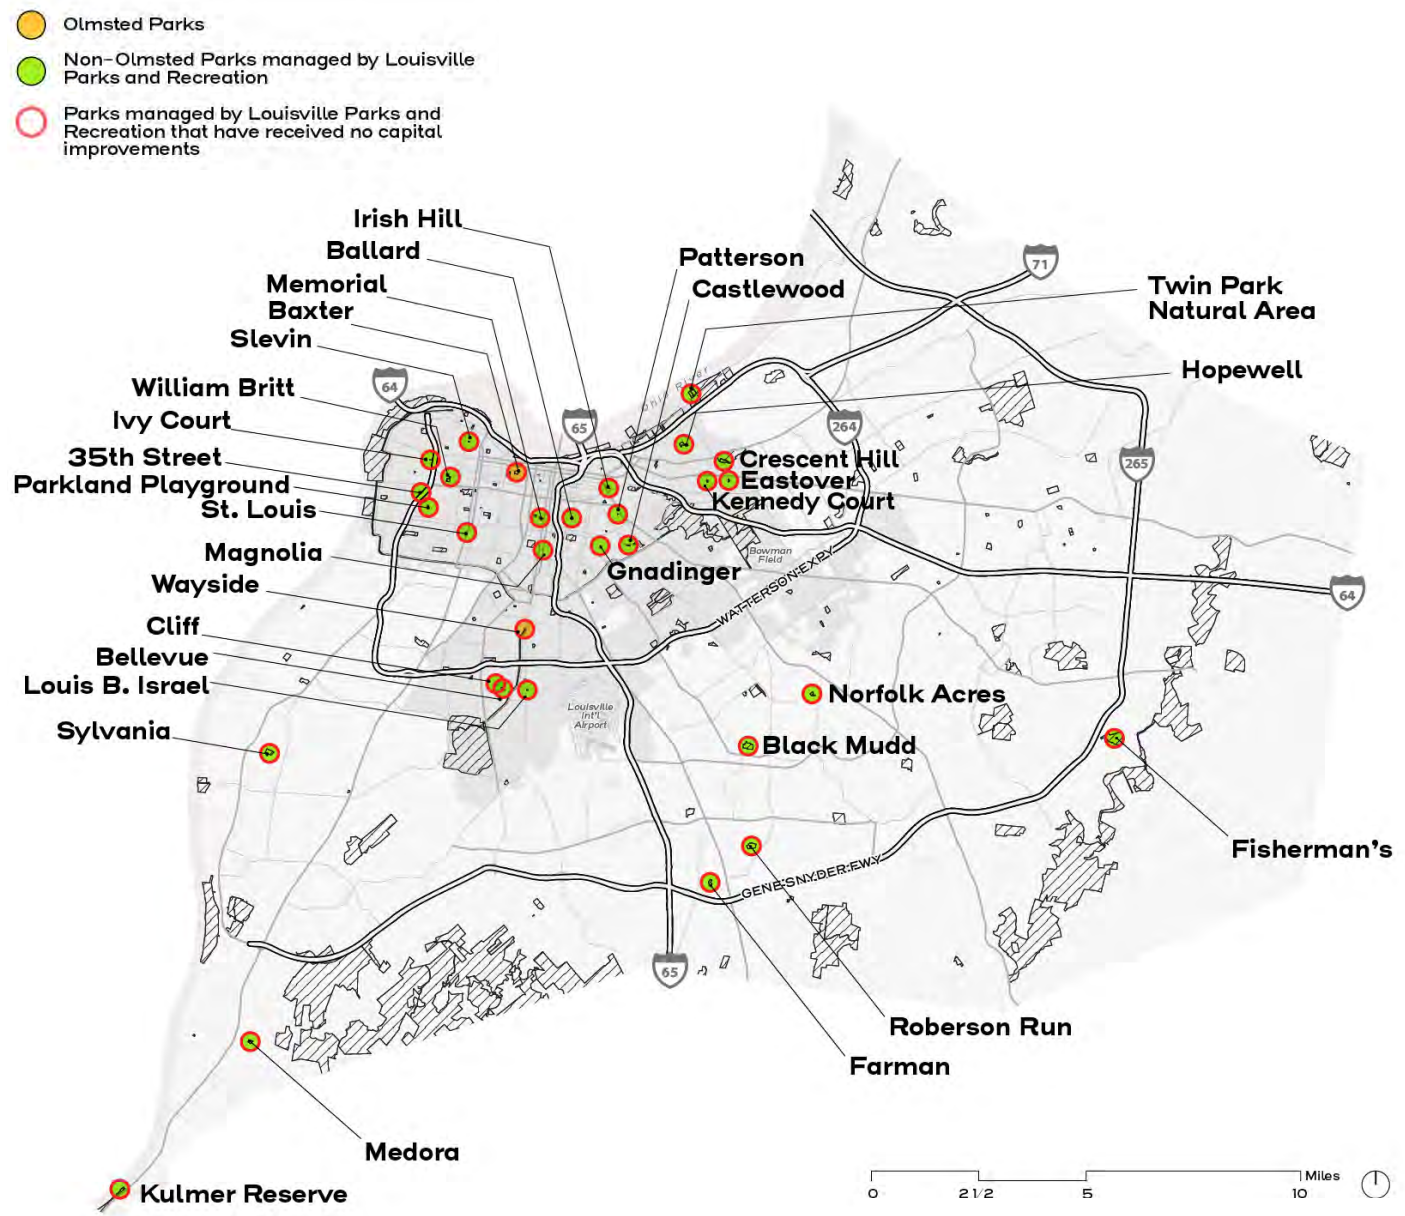 Olmsted Parks
Non-Olmsted Parks managed by Louisville
Parks and Recreation
Parks managed by Louisville Parks and
Recreation that have received no capital
improvements
Irish Hill
Ballard
Memorial
Baxter
Slevin
William Britt
Ivy Court
35th Street
Parkland Playground
St. Louis
Magnolia
Wayside
Cliff
Bellevue
Louis B. Israel
Sylvania
Patterson
Castlewood
Twin Park
Natural Area
Hopewell
71
64
65
264
265
Ohio River
Crescent Hill
Eastover
Kennedy Court
Bowman
Field
Gnadinger
WATTERSON EXPY
64
Louisville
Int'l
Airport
Norfolk Acres
Black Mudd
Fisherman's
GENE SNYDER FWY
65
Roberson Run
Farman
Medora
Kulmer Reserve
Miles
0
2 1/2
5
10